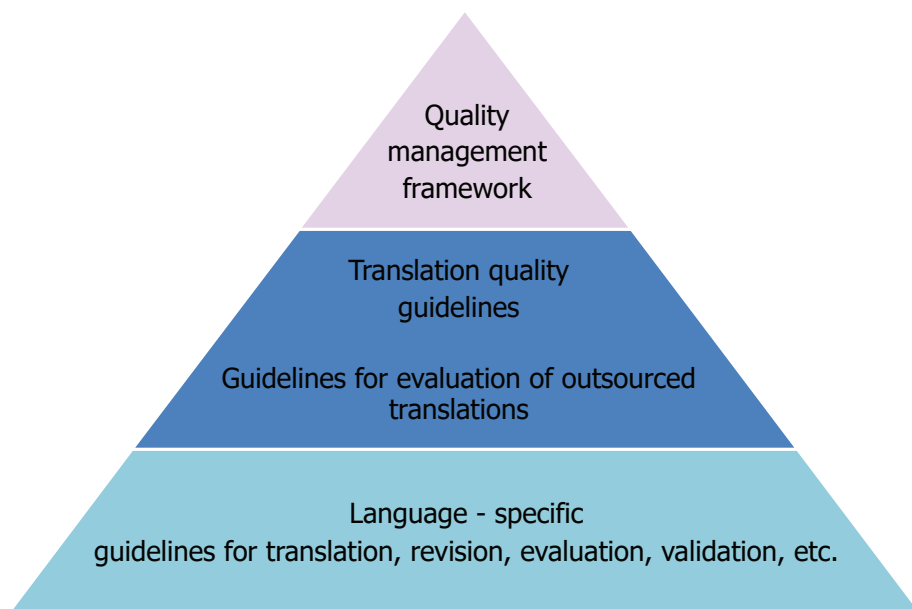 Quality
management
framework
Translation quality
guidelines
Guidelines for evaluation of outsourced
translations
Language - specific
guidelines for translation, revision, evaluation, validation, etc.